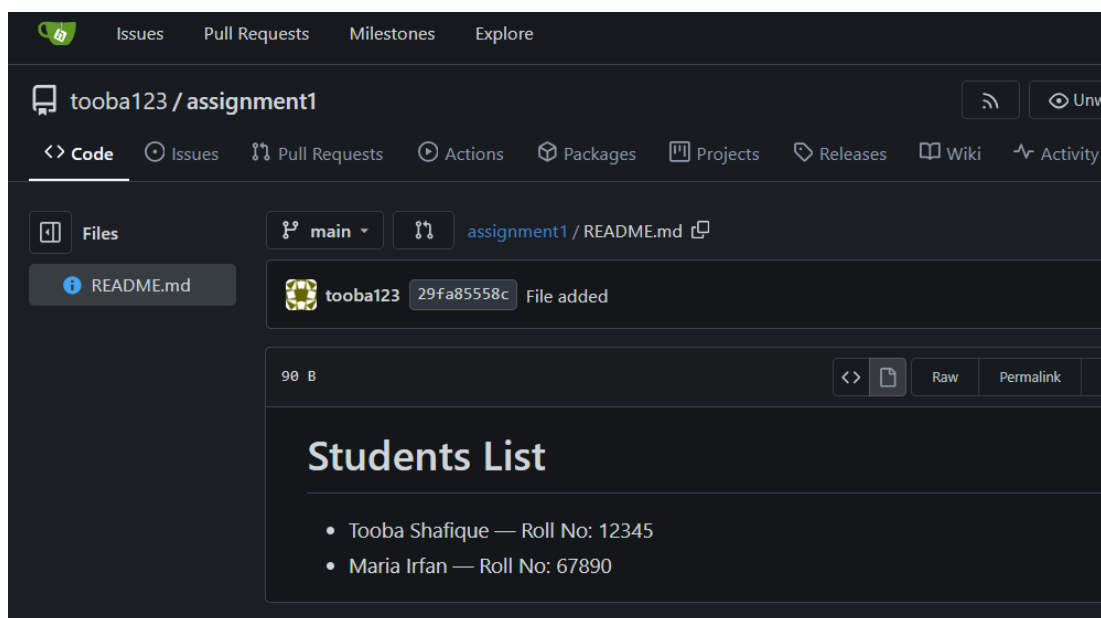 Issues Pull Requests Milestones Explore
tooba123 / assignment1
Unw
Code Issues Pull Requests Actions Packages Projects Releases Wiki Activity
Files
main assignment1 / README.md
README.md
tooba123 29fa85558c File added
90 B
Raw Permalink
Students List
• Tooba Shafique — Roll No: 12345
• Maria Irfan — Roll No: 67890